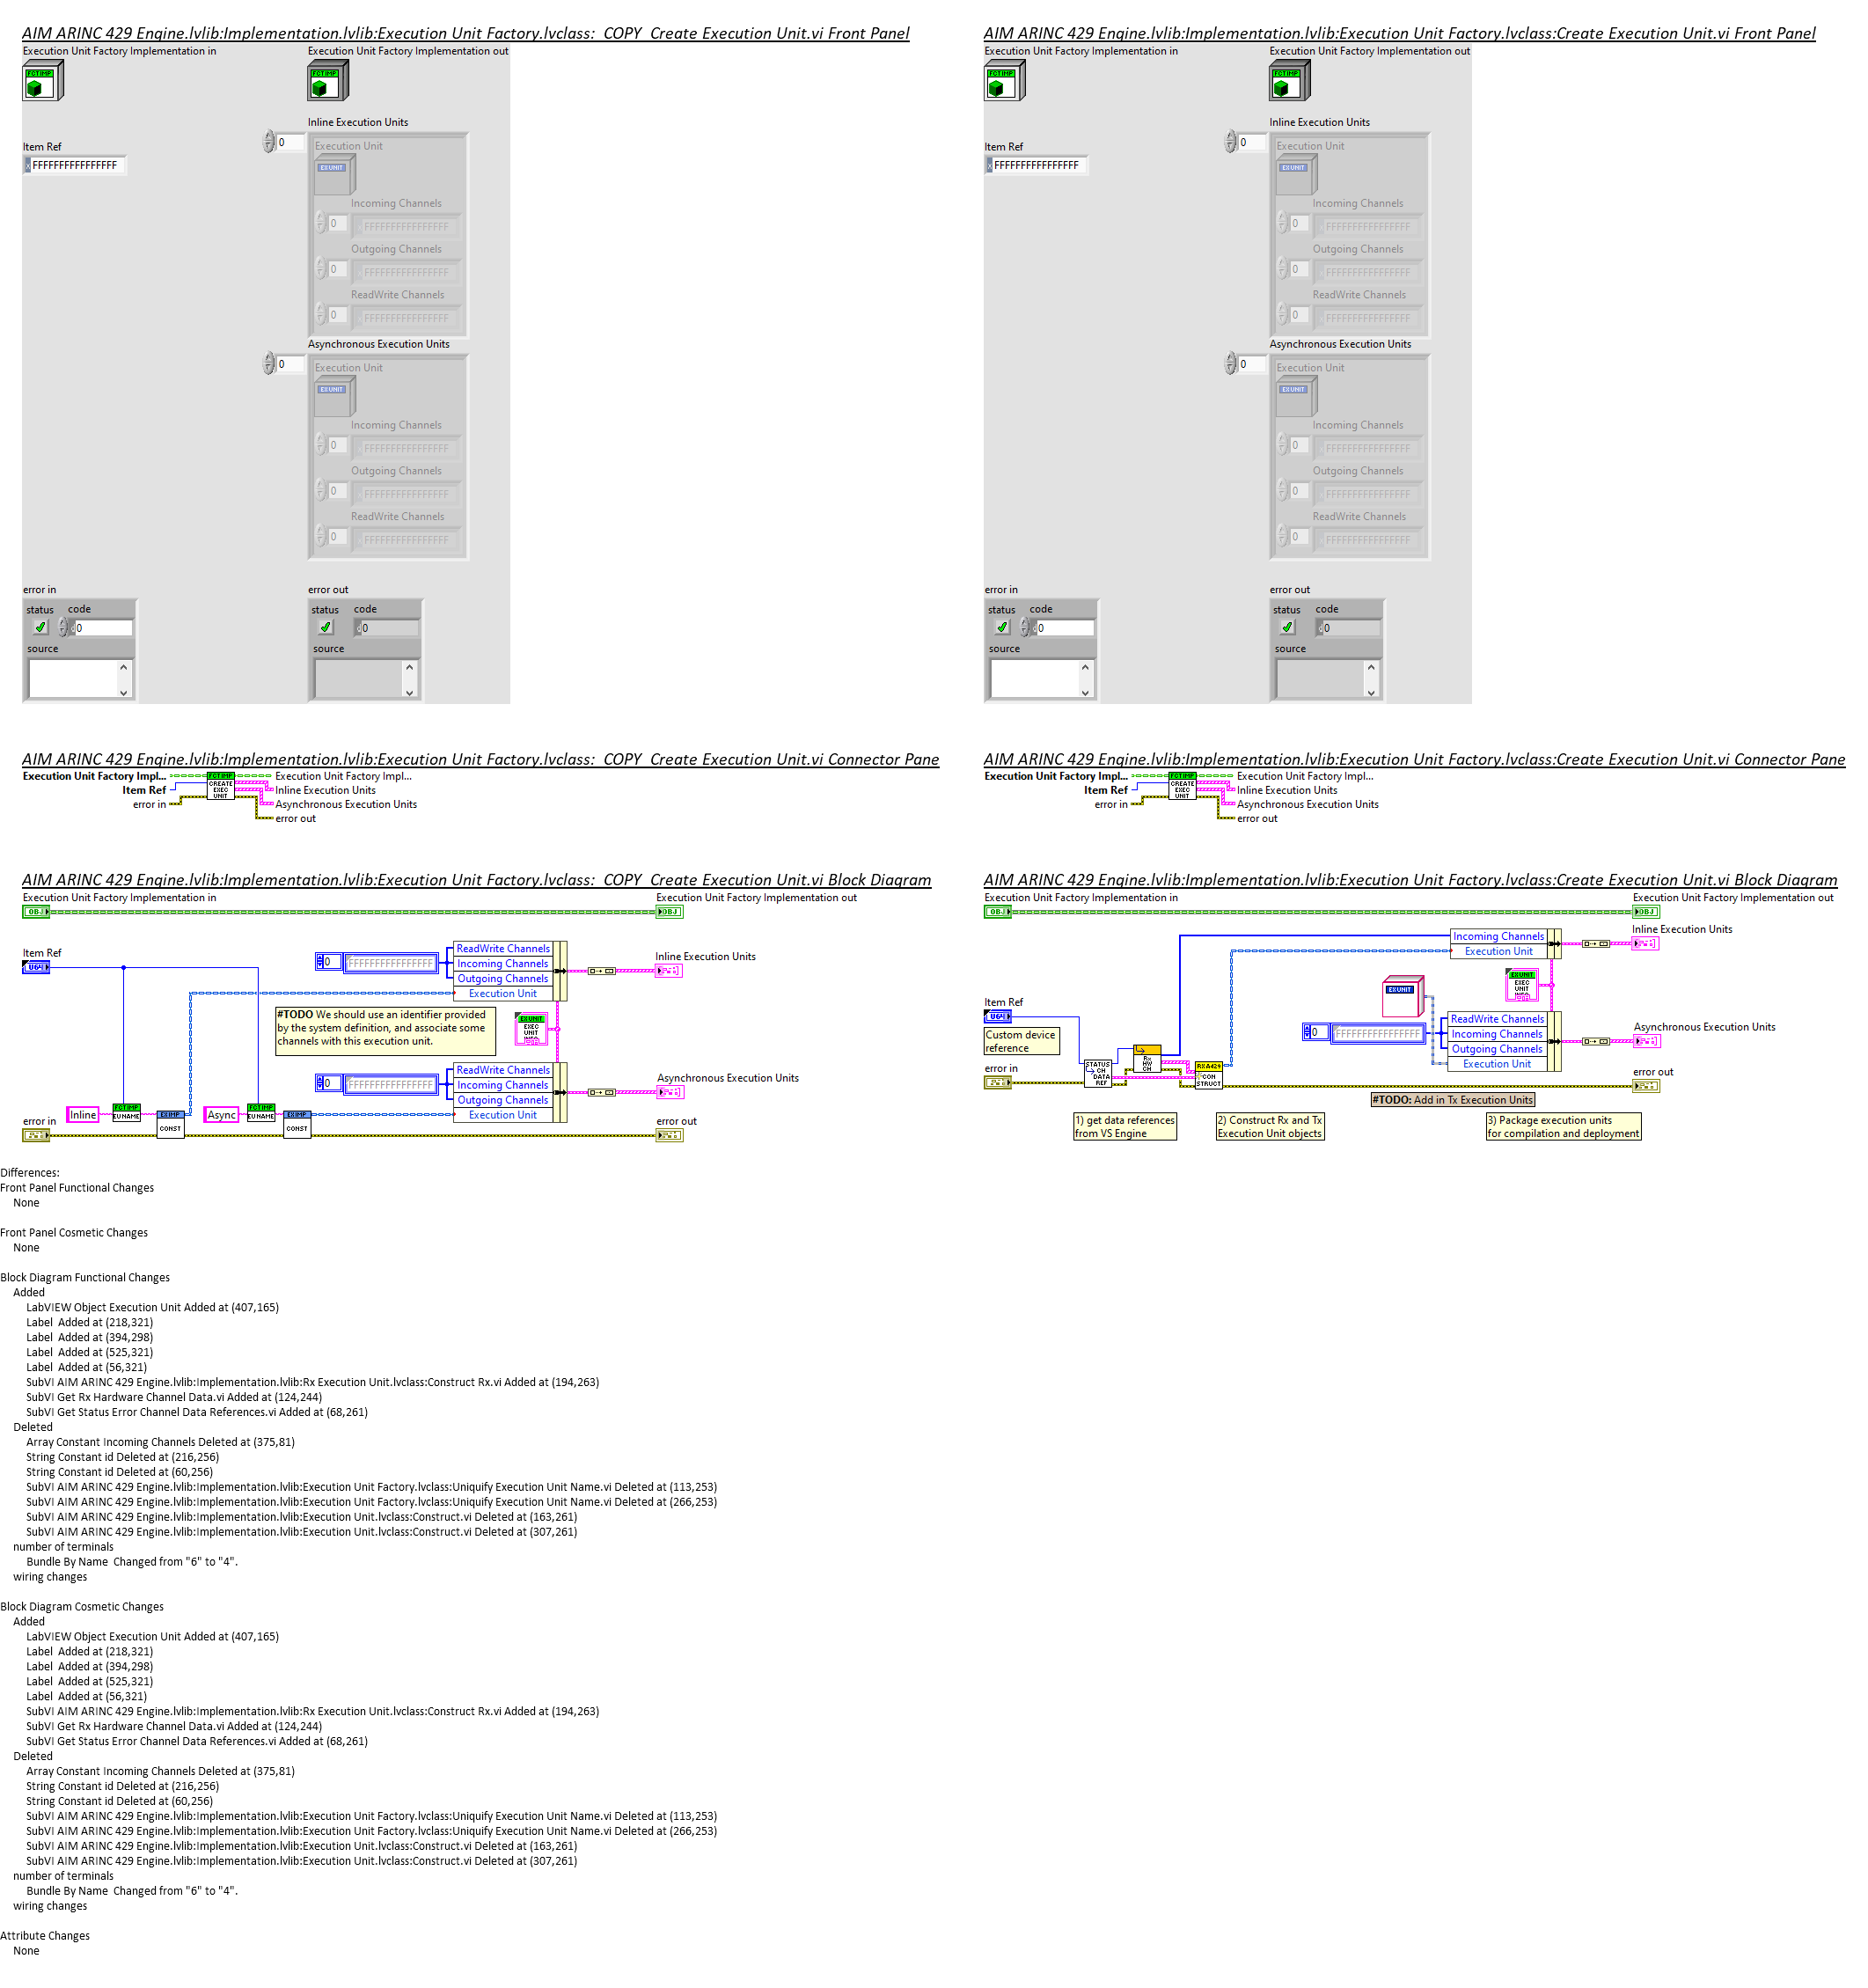 AIM ARINC 429 Engine.lvlib:Implementation.lvlib:Execution Unit Factory.lvclass:_COPY_Create Execution Unit.vi Front Panel
Execution Unit Factory Implementation in
Execution Unit Factory Implementation out
FCTIMP
FCTIMP
Inline Execution Units
0
Item Ref
x FFFFFFFFFFFFFFFF
Execution Unit
EXUNIT
Incoming Channels
0
FFFFFFFFFFFFFFFF
Outgoing Channels
0
FFFFFFFFFFFFFFFF
ReadWrite Channels
0
FFFFFFFFFFFFFFFF
Asynchronous Execution Units
0
Execution Unit
EXUNIT
Incoming Channels
0
FFFFFFFFFFFFFFFF
Outgoing Channels
0
FFFFFFFFFFFFFFFF
ReadWrite Channels
0
FFFFFFFFFFFFFFFF
error in
status code
d0
source
error out
status code
d0
source
AIM ARINC 429 Engine.lvlib:Implementation.lvlib:Execution Unit Factory.lvclass:Create Execution Unit.vi Front Panel
Execution Unit Factory Implementation in
Execution Unit Factory Implementation out
FCTIMP
FCTIMP
Inline Execution Units
0
Item Ref
x FFFFFFFFFFFFFFFF
Execution Unit
EXUNIT
Incoming Channels
0
FFFFFFFFFFFFFFFF
Outgoing Channels
0
FFFFFFFFFFFFFFFF
ReadWrite Channels
0
FFFFFFFFFFFFFFFF
Asynchronous Execution Units
0
Execution Unit
EXUNIT
Incoming Channels
0
FFFFFFFFFFFFFFFF
Outgoing Channels
0
FFFFFFFFFFFFFFFF
ReadWrite Channels
0
FFFFFFFFFFFFFFFF
error in
status code
d0
source
error out
status code
d0
source
AIM ARINC 429 Engine.lvlib:Implementation.lvlib:Execution Unit Factory.lvclass:_COPY_Create Execution Unit.vi Connector Pane
Execution Unit Factory Impl...
Item Ref
error in
FCTIMP
CREATE
EXEC
UNIT
Execution Unit Factory Impl...
Inline Execution Units
Asynchronous Execution Units
error out
AIM ARINC 429 Engine.lvlib:Implementation.lvlib:Execution Unit Factory.lvclass:Create Execution Unit.vi Connector Pane
Execution Unit Factory Impl...
Item Ref
error in
FCTIMP
CREATE
EXEC
UNIT
Execution Unit Factory Impl...
Inline Execution Units
Asynchronous Execution Units
error out
AIM ARINC 429 Engine.lvlib:Implementation.lvlib:Execution Unit Factory.lvclass:_COPY_Create Execution Unit.vi Block Diagram
Execution Unit Factory Implementation in
Execution Unit Factory Implementation out
OBJ
OBJ
Item Ref
U64
0
FFFFFFFFFFFFFFFF
ReadWrite Channels
Incoming Channels
Outgoing Channels
Execution Unit
Inline Execution Units
#TODO We should use an identifier provided
by the system definition, and associate some
channels with this execution unit.
EXUNIT
EXEC
UNIT
0
FFFFFFFFFFFFFFFF
ReadWrite Channels
Incoming Channels
Outgoing Channels
Execution Unit
Asynchronous Execution Units
Inline
FCTIMP
EU NAME
EXIMP
CONST
Async
FCTIMP
EU NAME
EXIMP
CONST
error in
error out
AIM ARINC 429 Engine.lvlib:Implementation.lvlib:Execution Unit Factory.lvclass:Create Execution Unit.vi Block Diagram
Execution Unit Factory Implementation in
Execution Unit Factory Implementation out
OBJ
OBJ
Incoming Channels
Execution Unit
Inline Execution Units
EXUNIT
EXUNIT
EXEC
UNIT
Item Ref
U64
Custom device
reference
0
FFFFFFFFFFFFFFFF
ReadWrite Channels
Incoming Channels
Outgoing Channels
Execution Unit
Asynchronous Execution Units
error in
STATUS
CH
DATA
REF
Rx
HW
CH
RXA429
CON
STRUCT
error out
#TODO: Add in Tx Execution Units
1) get data references
from VS Engine
2) Construct Rx and Tx
Execution Unit objects
3) Package execution units
for compilation and deployment
Differences:
Front Panel Functional Changes
None
Front Panel Cosmetic Changes
None
Block Diagram Functional Changes
Added
LabVIEW Object Execution Unit Added at (407,165)
Label  Added at (218,321)
Label  Added at (394,298)
Label  Added at (525,321)
Label  Added at (56,321)
SubVI AIM ARINC 429 Engine.lvlib:Implementation.lvlib:Rx Execution Unit.lvclass:Construct Rx.vi Added at (194,263)
SubVI Get Rx Hardware Channel Data.vi Added at (124,244)
SubVI Get Status Error Channel Data References.vi Added at (68,261)
Deleted
Array Constant Incoming Channels Deleted at (375,81)
String Constant id Deleted at (216,256)
String Constant id Deleted at (60,256)
SubVI AIM ARINC 429 Engine.lvlib:Implementation.lvlib:Execution Unit Factory.lvclass:Uniquify Execution Unit Name.vi Deleted at (113,253)
SubVI AIM ARINC 429 Engine.lvlib:Implementation.lvlib:Execution Unit Factory.lvclass:Uniquify Execution Unit Name.vi Deleted at (266,253)
SubVI AIM ARINC 429 Engine.lvlib:Implementation.lvlib:Execution Unit.lvclass:Construct.vi Deleted at (163,261)
SubVI AIM ARINC 429 Engine.lvlib:Implementation.lvlib:Execution Unit.lvclass:Construct.vi Deleted at (307,261)
number of terminals
Bundle By Name  Changed from "6" to "4".
wiring changes
Block Diagram Cosmetic Changes
Added
LabVIEW Object Execution Unit Added at (407,165)
Label  Added at (218,321)
Label  Added at (394,298)
Label  Added at (525,321)
Label  Added at (56,321)
SubVI AIM ARINC 429 Engine.lvlib:Implementation.lvlib:Rx Execution Unit.lvclass:Construct Rx.vi Added at (194,263)
SubVI Get Rx Hardware Channel Data.vi Added at (124,244)
SubVI Get Status Error Channel Data References.vi Added at (68,261)
Deleted
Array Constant Incoming Channels Deleted at (375,81)
String Constant id Deleted at (216,256)
String Constant id Deleted at (60,256)
SubVI AIM ARINC 429 Engine.lvlib:Implementation.lvlib:Execution Unit Factory.lvclass:Uniquify Execution Unit Name.vi Deleted at (113,253)
SubVI AIM ARINC 429 Engine.lvlib:Implementation.lvlib:Execution Unit Factory.lvclass:Uniquify Execution Unit Name.vi Deleted at (266,253)
SubVI AIM ARINC 429 Engine.lvlib:Implementation.lvlib:Execution Unit.lvclass:Construct.vi Deleted at (163,261)
SubVI AIM ARINC 429 Engine.lvlib:Implementation.lvlib:Execution Unit.lvclass:Construct.vi Deleted at (307,261)
number of terminals
Bundle By Name  Changed from "6" to "4".
wiring changes
Attribute Changes
None